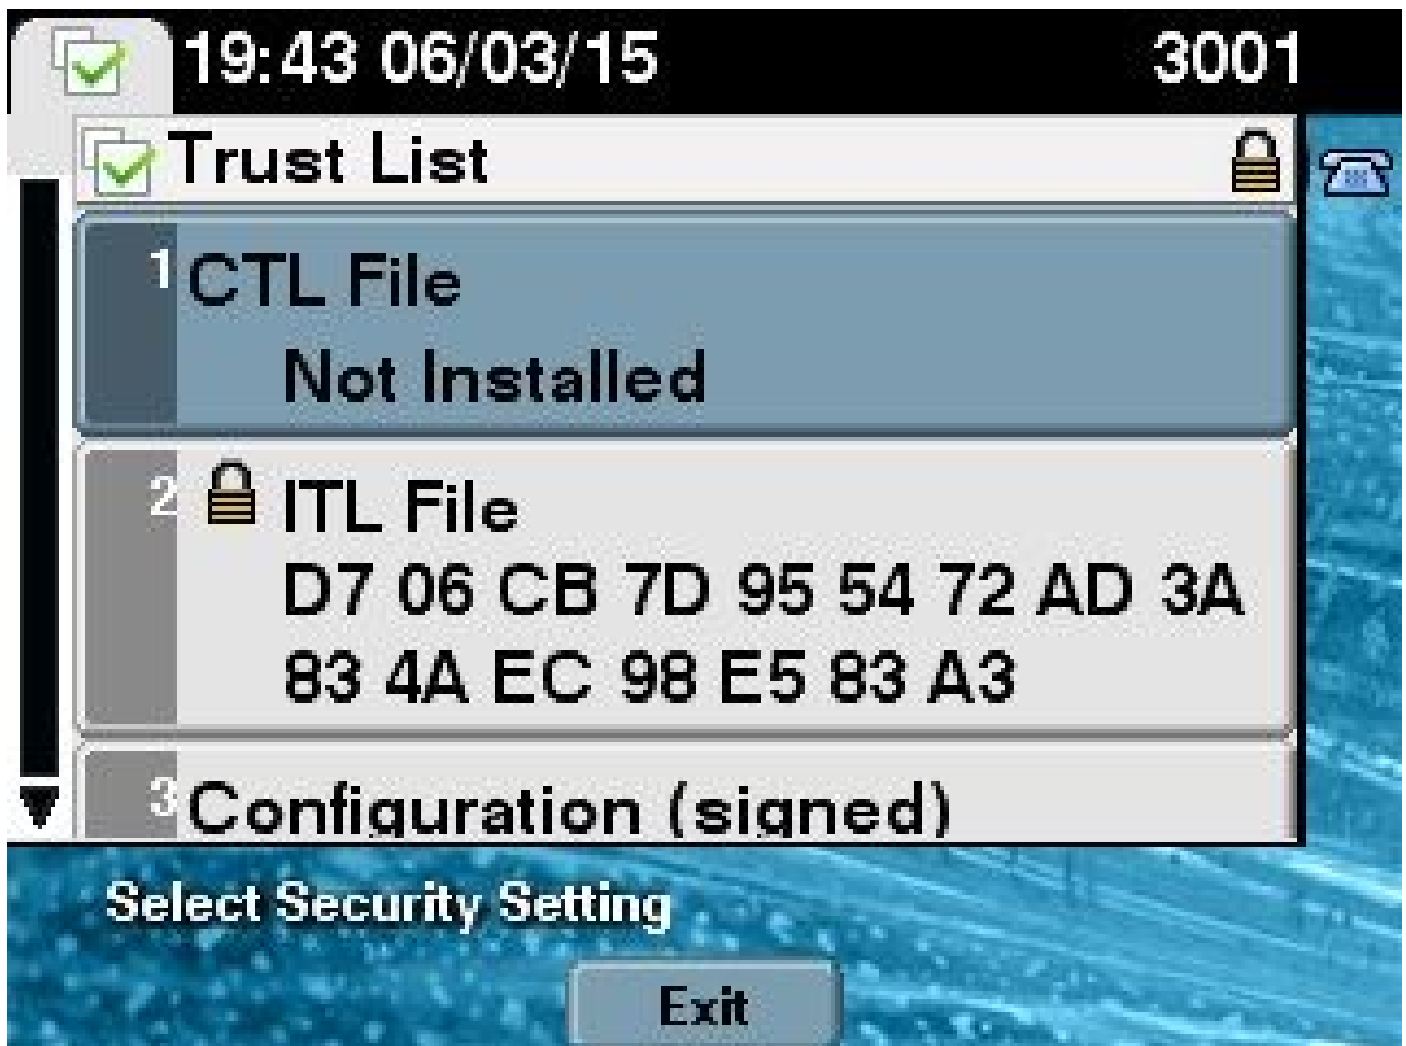 19:43 06/03/15 3001
Trust List
1 CTL File
Not Installed
2 ITL File
D7 06 CB 7D 95 54 72 AD 3A
83 4A EC 98 E5 83 A3
3 Configuration (signed)
Select Security Setting
Exit